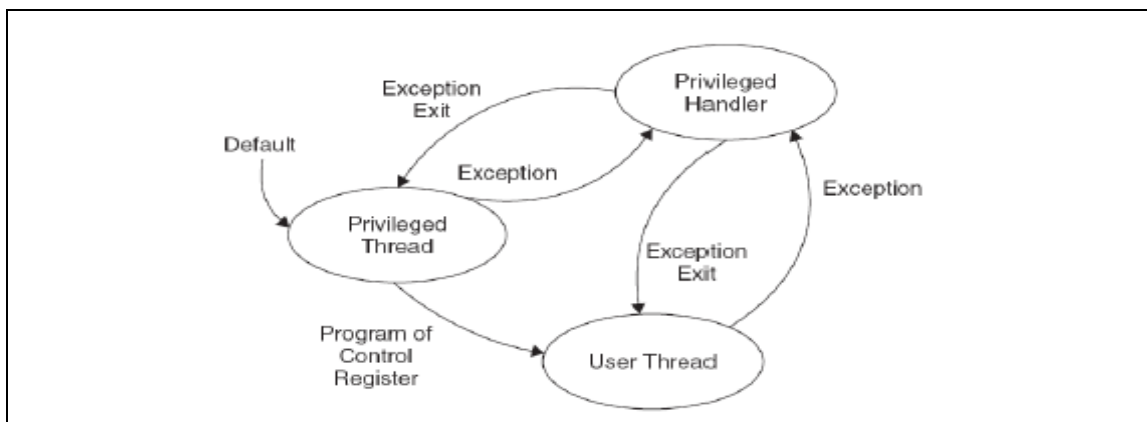 Privileged
Handler
Exception
Exit
Default
Exception
Exception
Privileged
Thread
Exception
Exit
Program of
Control
Register
User Thread